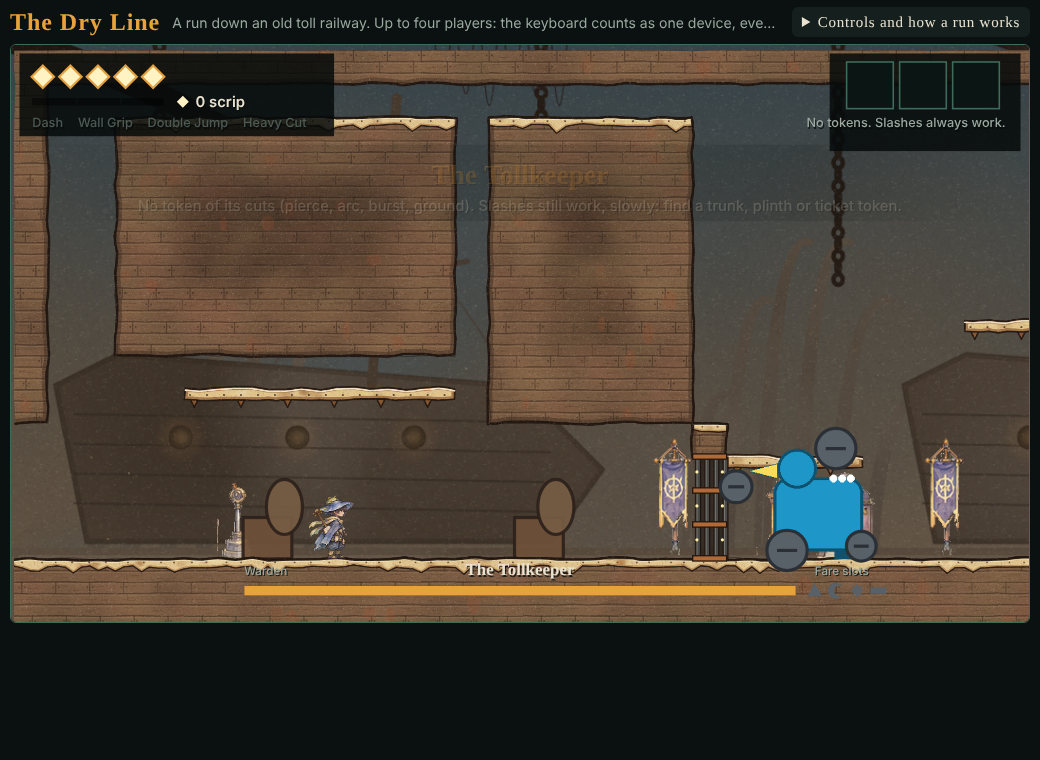 The Dry Line
A run down an old toll railway. Up to four players: the keyboard counts as one device, eve...
▶ Controls and how a run works
0 scrip
Dash Wall Grip Double Jump Heavy Cut
No tokens. Slashes always work.
The Tollkeeper
No token of its cuts (pierce, arc, burst, ground). Slashes still work, slowly: find a trunk, plinth or ticket token.
Warden
The Tollkeeper
Fare slots